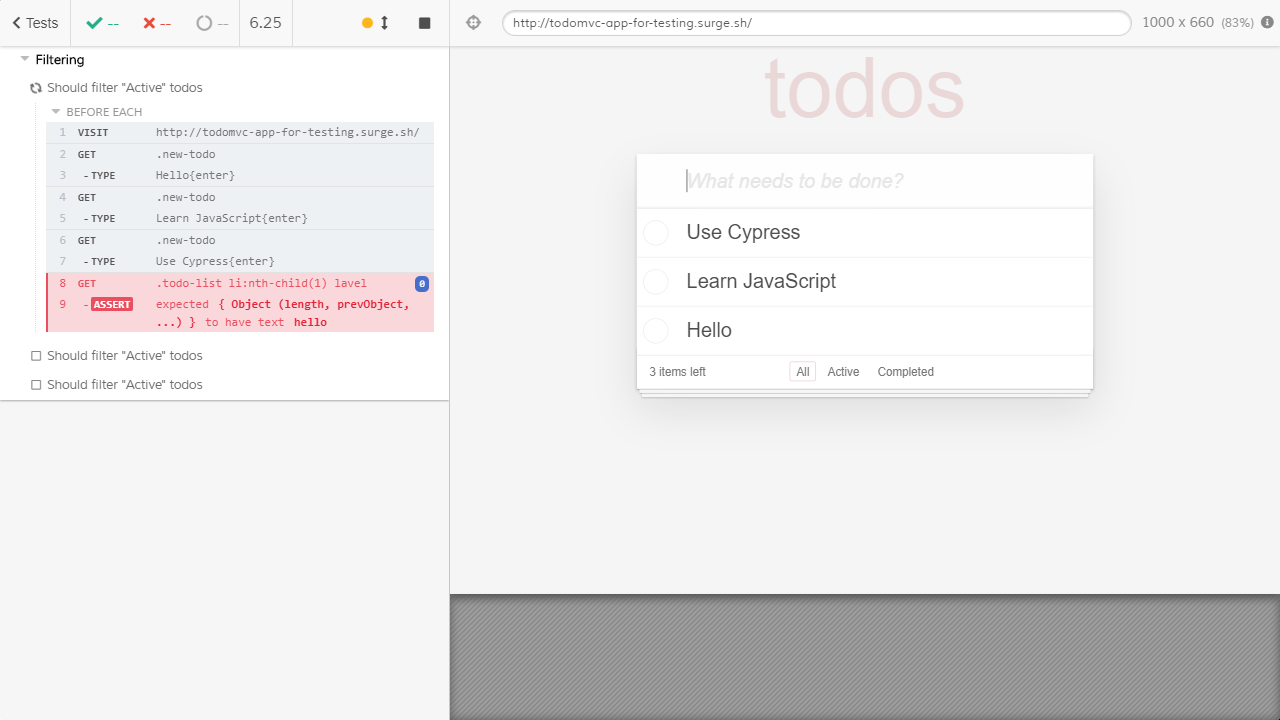 Tests -- -- -- 6.25
Filtering
Should filter "Active" todos
BEFORE EACH
1 VISIT http://todomvc-app-for-testing.surge.sh/
2 GET .new-todo
3 - TYPE Hello{enter}
4 GET .new-todo
5 - TYPE Learn JavaScript{enter}
6 GET .new-todo
7 - TYPE Use Cypress{enter}
8 GET .todo-list li:nth-child(1) lavel 0
9 - ASSERT expected { Object (length, prevObject,
...) } to have text hello
Should filter "Active" todos
Should filter "Active" todos
http://todomvc-app-for-testing.surge.sh/ 1000 x 660 (83%)
todos
What needs to be done?
Use Cypress
Learn JavaScript
Hello
3 items left All Active Completed